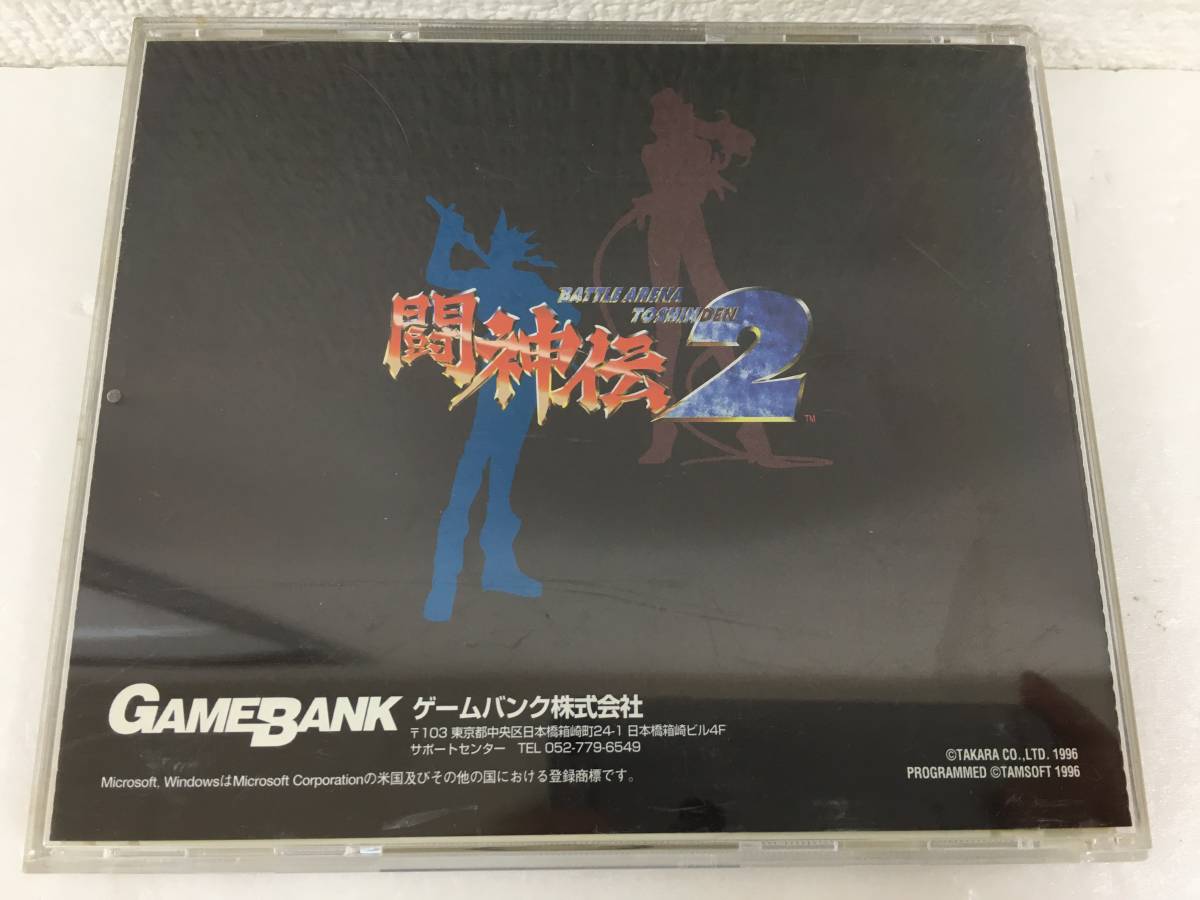 BATTLE ARENA
TOSHINDEN
闘神伝2
TM
GAMEBANK ゲームバンク株式会社
〒103 東京都中央区日本橋箱崎町24-1 日本橋箱崎ビル4F
サポートセンター TEL 052-779-6549
Microsoft, WindowsはMicrosoft Corporationの米国及びその他の国における登録商標です。
©TAKARA CO.,LTD. 1996
PROGRAMMED ©TAMSOFT 1996